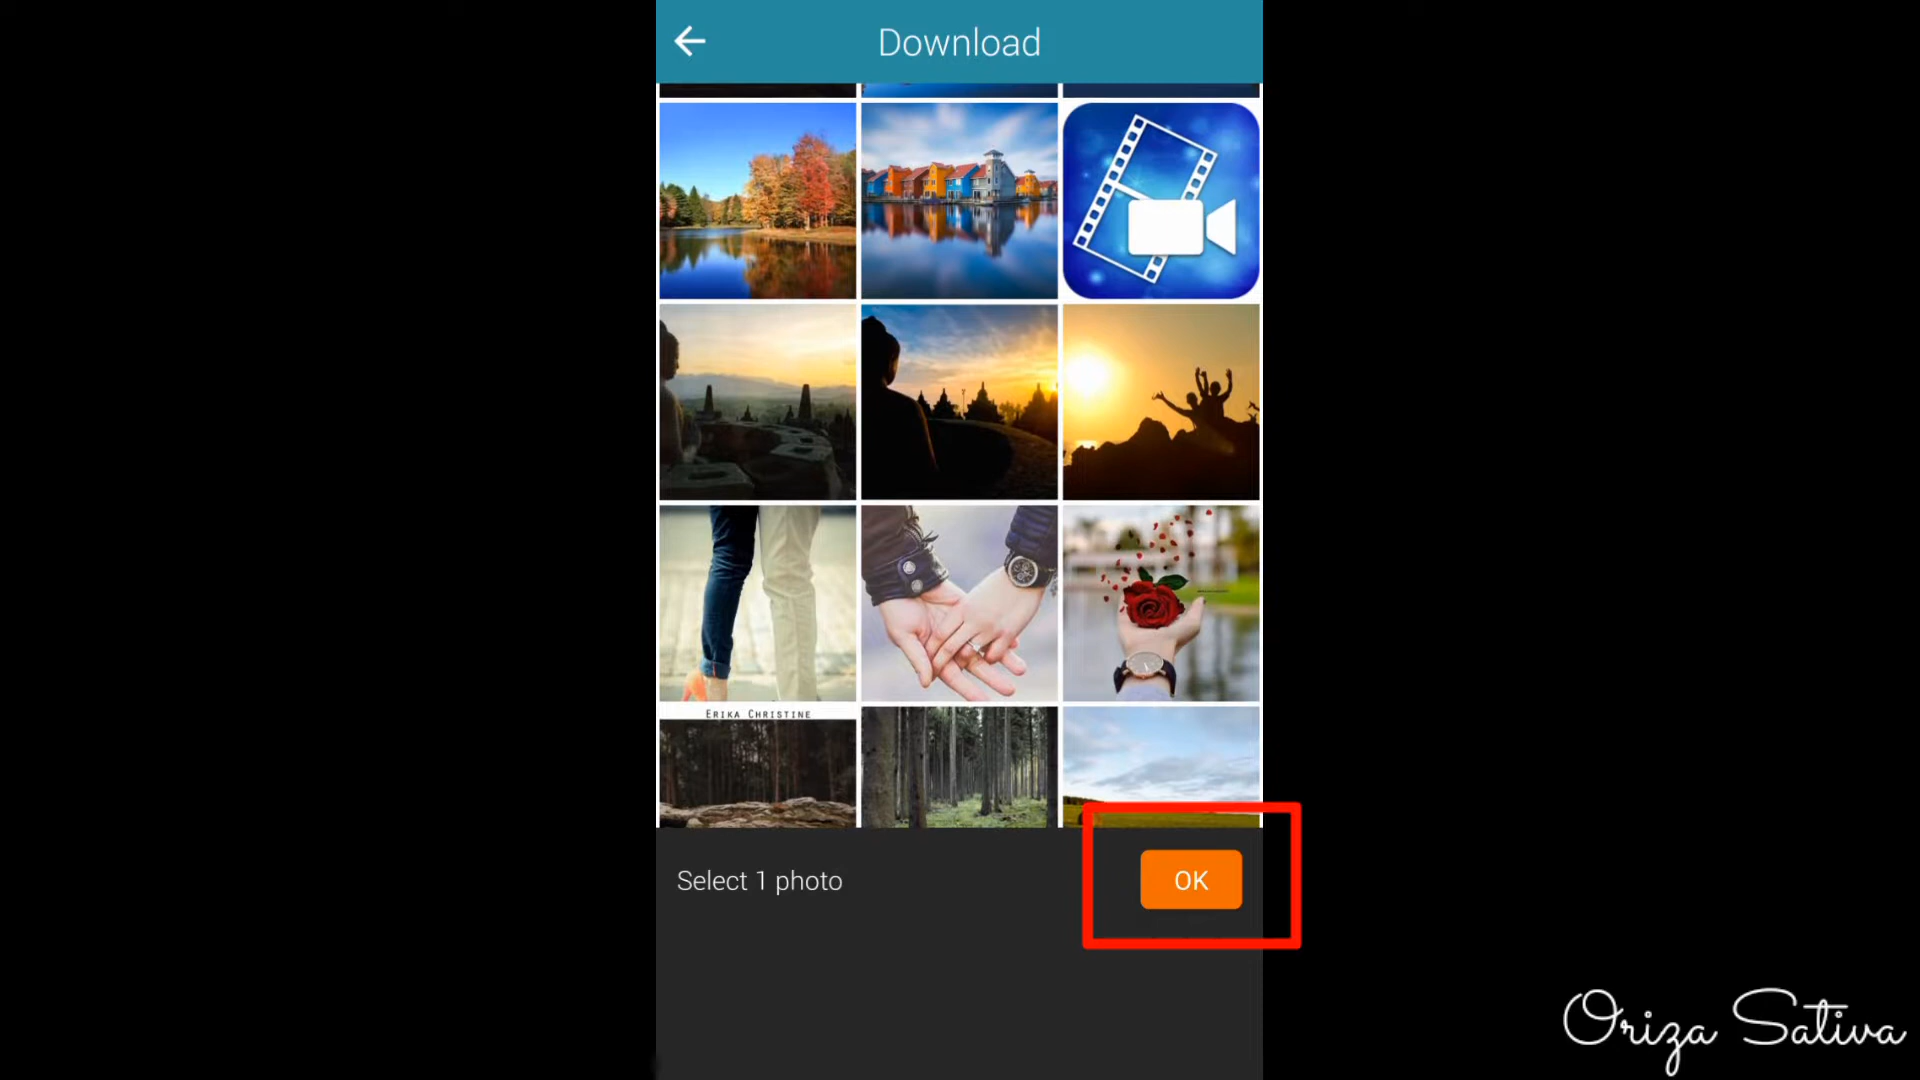 Download
ERIKA CHRISTINE
Select 1 photo
OK
Oriza Sativa